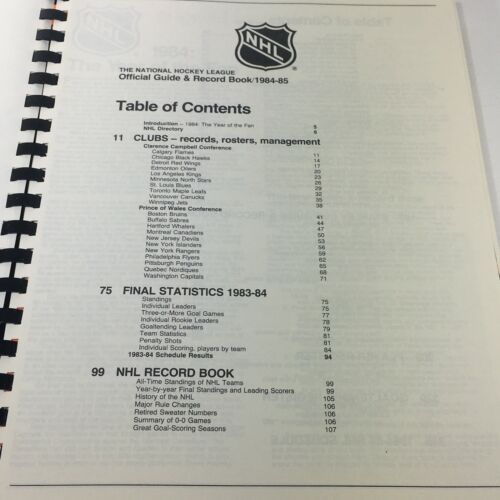 NHL
THE NATIONAL HOCKEY LEAGUE
Official Guide & Record Book/1984-85
Table of Contents
Introduction – 1984: The Year of the Fan 5
NHL Directory 6
11 CLUBS – records, rosters, management
Clarence Campbell Conference
Calgary Flames 11
Chicago Black Hawks 14
Detroit Red Wings 17
Edmonton Oilers 20
Los Angeles Kings 23
Minnesota North Stars 26
St. Louis Blues 29
Toronto Maple Leafs 32
Vancouver Canucks 35
Winnipeg Jets 38
Prince of Wales Conference
Boston Bruins 41
Buffalo Sabres 44
Hartford Whalers 47
Montreal Canadiens 50
New Jersey Devils 53
New York Islanders 56
New York Rangers 59
Philadelphia Flyers 62
Pittsburgh Penguins 65
Quebec Nordiques 68
Washington Capitals 71
75 FINAL STATISTICS 1983-84
Standings 75
Individual Leaders 75
Three-or-More Goal Games 77
Individual Rookie Leaders 78
Goaltending Leaders 79
Team Statistics 81
Penalty Shots 81
Individual Scoring, players by team 84
1983-84 Schedule Results 94
99 NHL RECORD BOOK
All-Time Standings of NHL Teams 99
Year-by-year Final Standings and Leading Scorers 99
History of the NHL 105
Major Rule Changes 106
Retired Sweater Numbers 106
Summary of 0-0 Games 106
Great Goal-Scoring Seasons 107